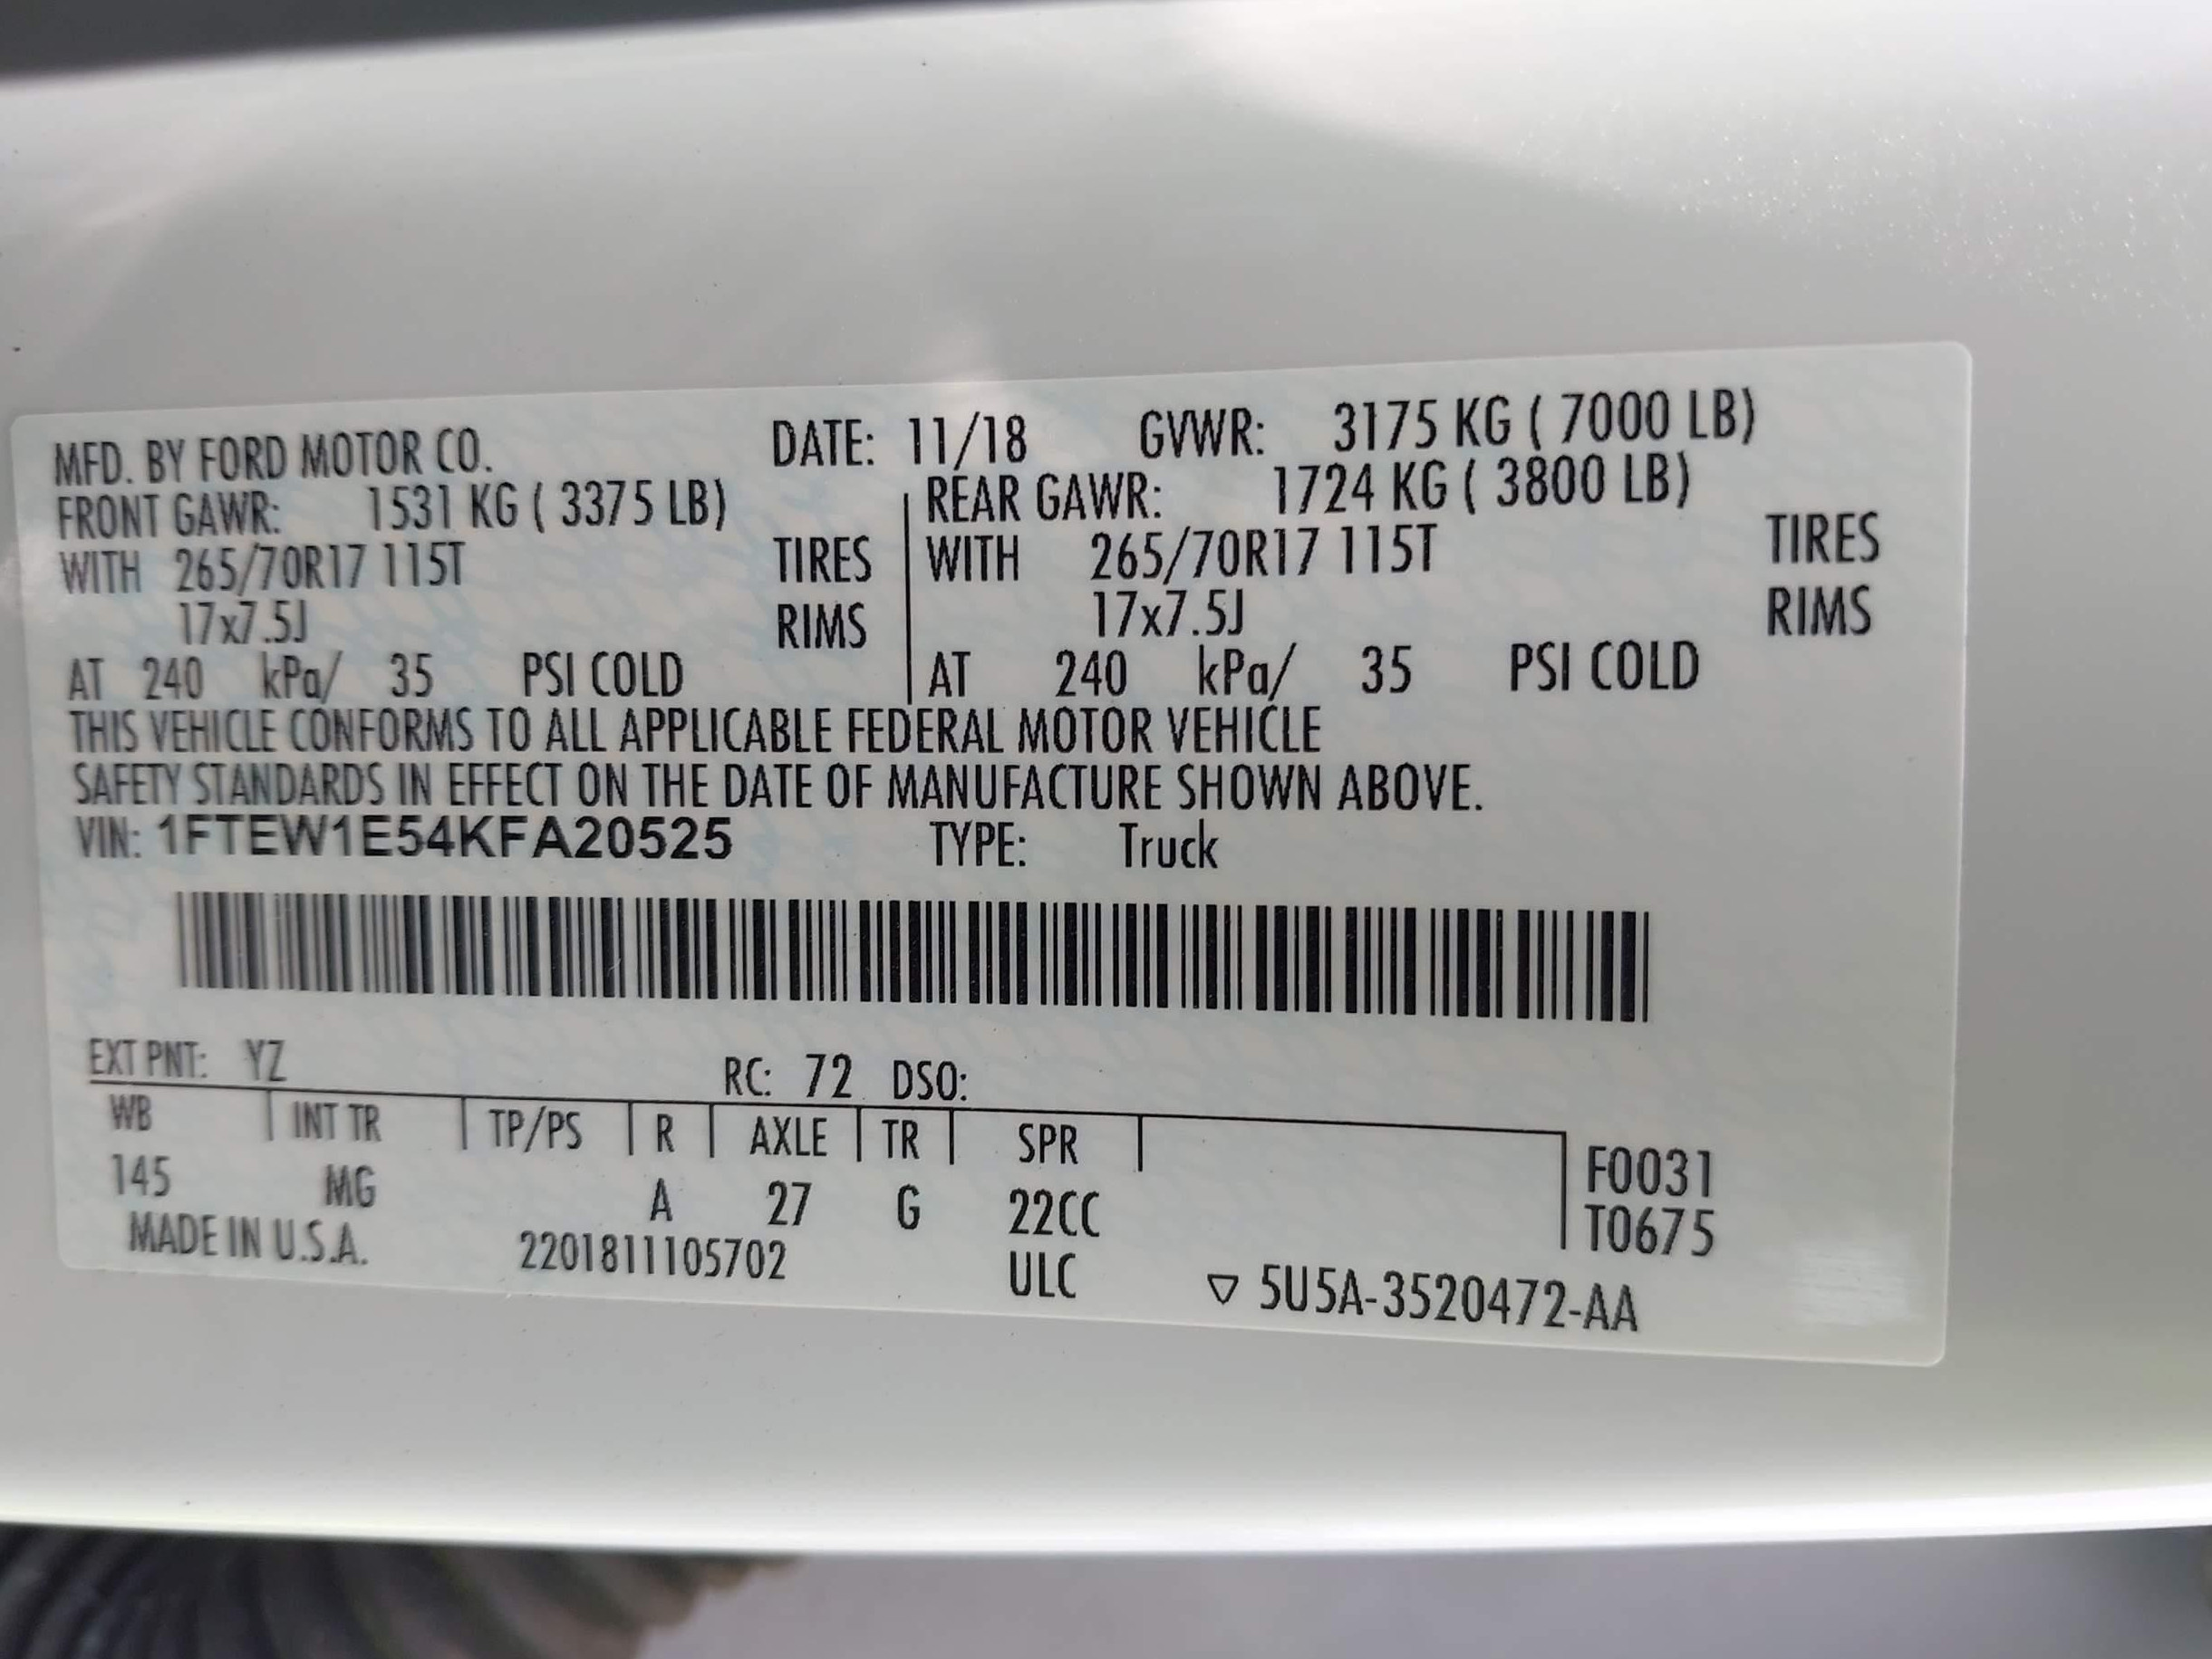 MFD. BY FORD MOTOR CO. DATE: 11/18 GVWR: 3175 KG ( 7000 LB)
FRONT GAWR: 1531 KG ( 3375 LB) REAR GAWR: 1724 KG ( 3800 LB)
WITH 265/70R17 115T TIRES WITH 265/70R17 115T TIRES
17x7.5J RIMS 17x7.5J RIMS
AT 240 kPa/ 35 PSI COLD AT 240 kPa/ 35 PSI COLD
THIS VEHICLE CONFORMS TO ALL APPLICABLE FEDERAL MOTOR VEHICLE
SAFETY STANDARDS IN EFFECT ON THE DATE OF MANUFACTURE SHOWN ABOVE.
VIN: 1FTEW1E54KFA20525 TYPE: Truck
EXT PNT: YZ RC: 72 DSO:
WB INT TR TP/PS R AXLE TR SPR F0031
145 MG A 27 G 22CC T0675
MADE IN U.S.A. 2201811105702 ULC ▽ 5U5A-3520472-AA